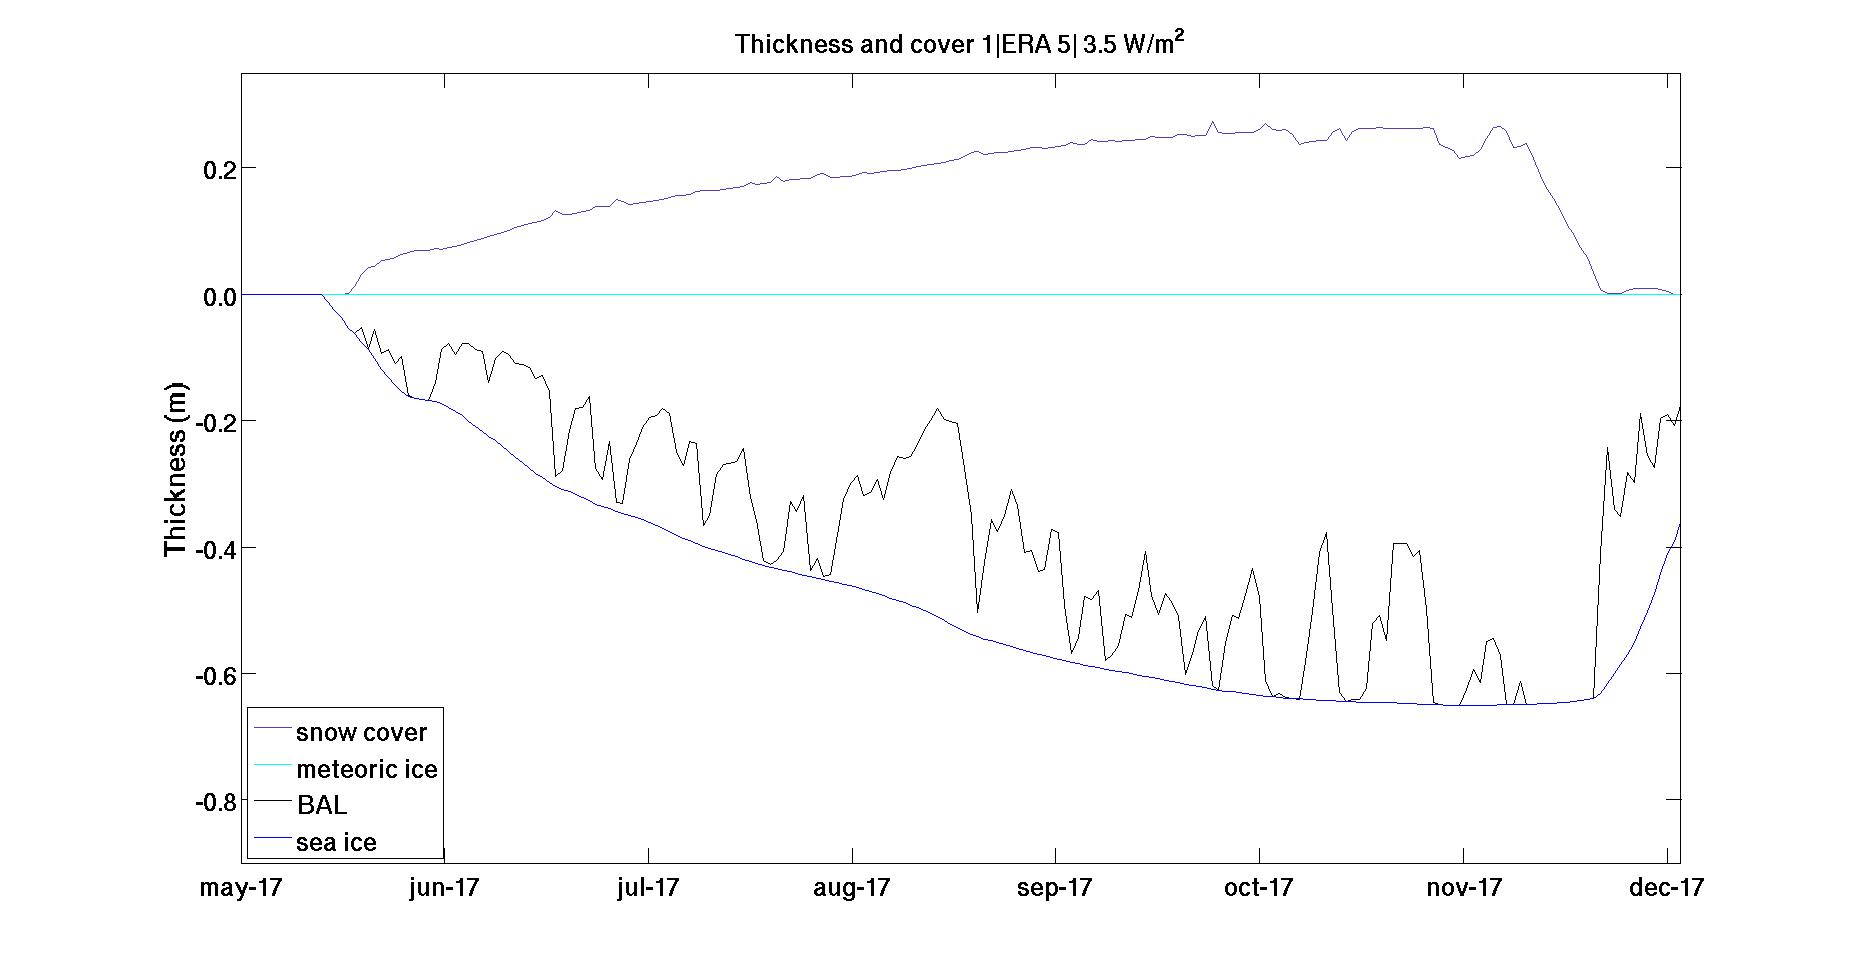 Thickness and cover 1|ERA 5| 3.5 W/m²
Thickness (m)
0.2
0.0
-0.2
-0.4
-0.6
-0.8
snow cover
meteoric ice
BAL
sea ice
may-17 jun-17 jul-17 aug-17 sep-17 oct-17 nov-17 dec-17